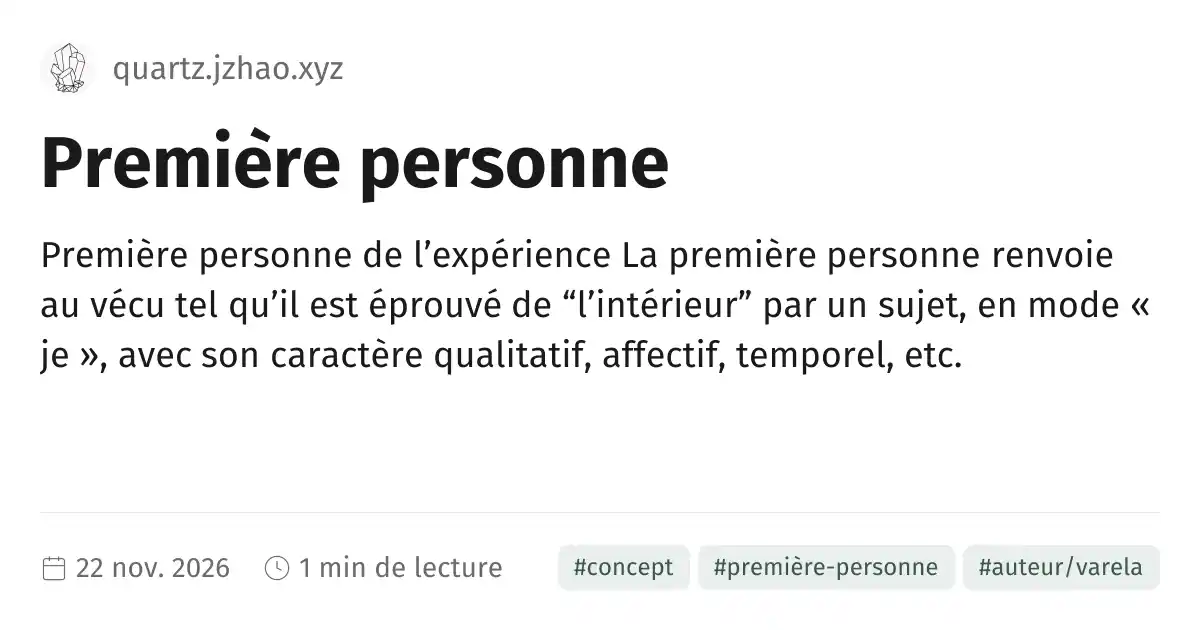 quartz.jzhao.xyz
Première personne
Première personne de l’expérience La première personne renvoie
au vécu tel qu’il est éprouvé de “l’intérieur” par un sujet, en mode «
je », avec son caractère qualitatif, affectif, temporel, etc.
22 nov. 2026 1 min de lecture #concept #première-personne #auteur/varela